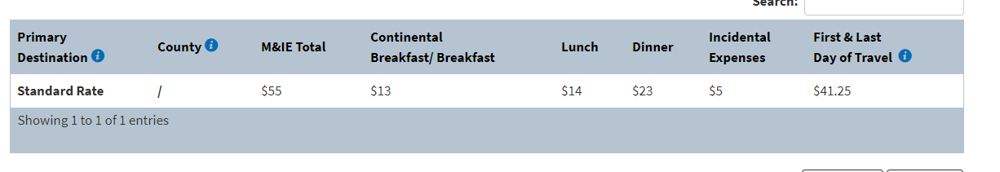 Search:
Primary Destination County M&IE Total Continental Breakfast/ Breakfast Lunch Dinner Incidental Expenses First & Last Day of Travel
Standard Rate / $55 $13 $14 $23 $5 $41.25
Showing 1 to 1 of 1 entries